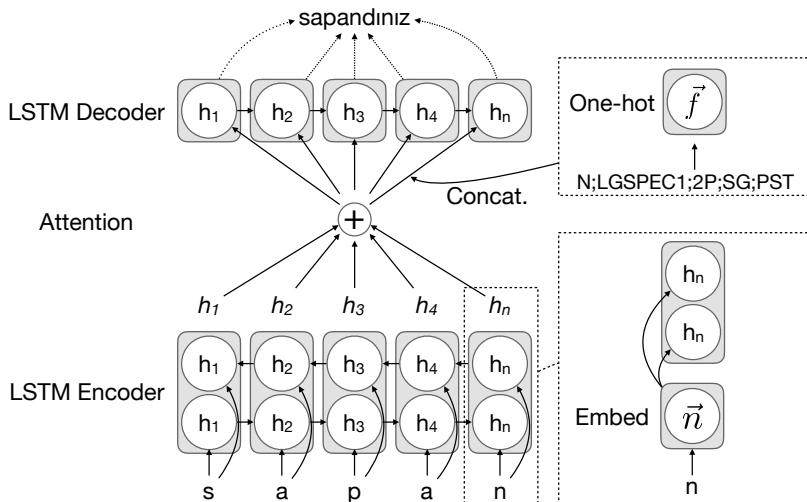 sapandınız
LSTM Decoder
h1 h2 h3 h4 hn
One-hot
f⃗
N;LGSPEC1;2P;SG;PST
Concat.
Attention
+
h1 h2 h3 h4 hn
LSTM Encoder
h1 h2 h3 h4 hn
h1 h2 h3 h4 hn
s a p a n
hn
hn
Embed
n⃗
n